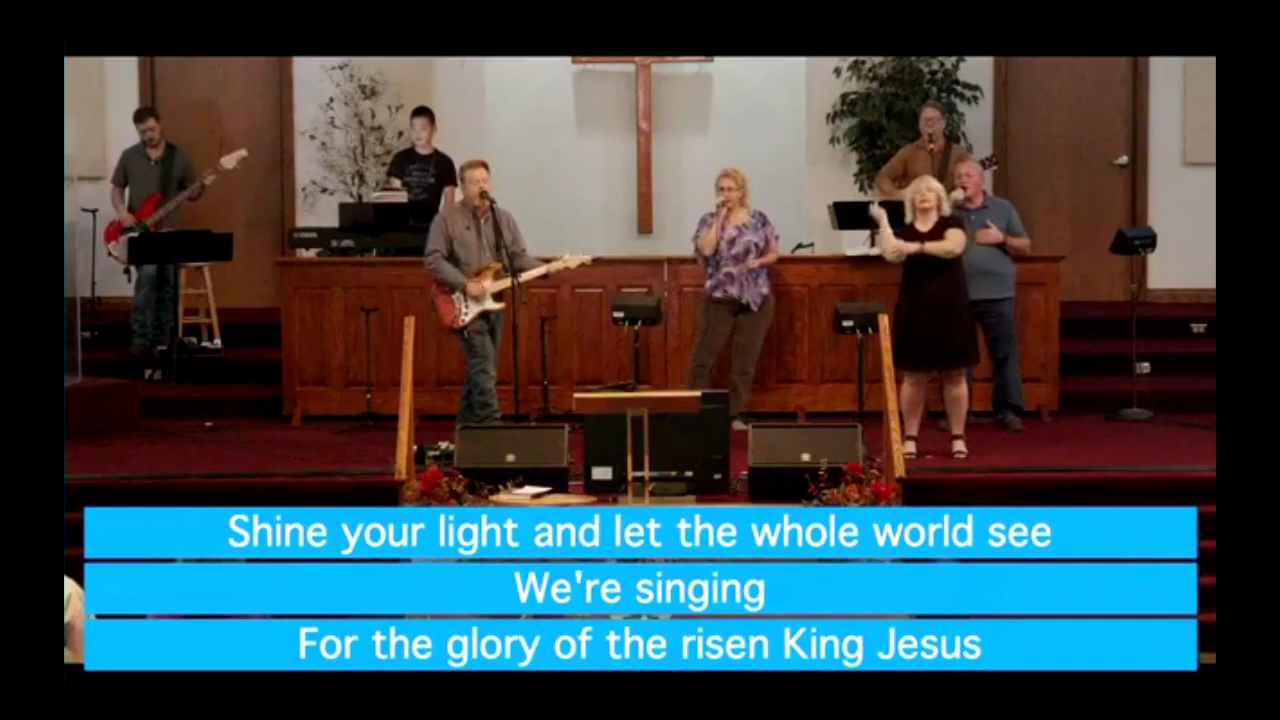 Shine your light and let the whole world see
We're singing
For the glory of the risen King Jesus